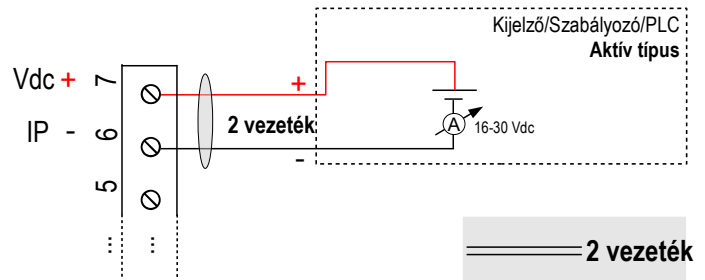 Kijelző/Szabályozó/PLC
Aktív típus
Vdc + 7 +
IP - 6 2 vezeték A 16-30 Vdc
-
5
... ...
2 vezeték